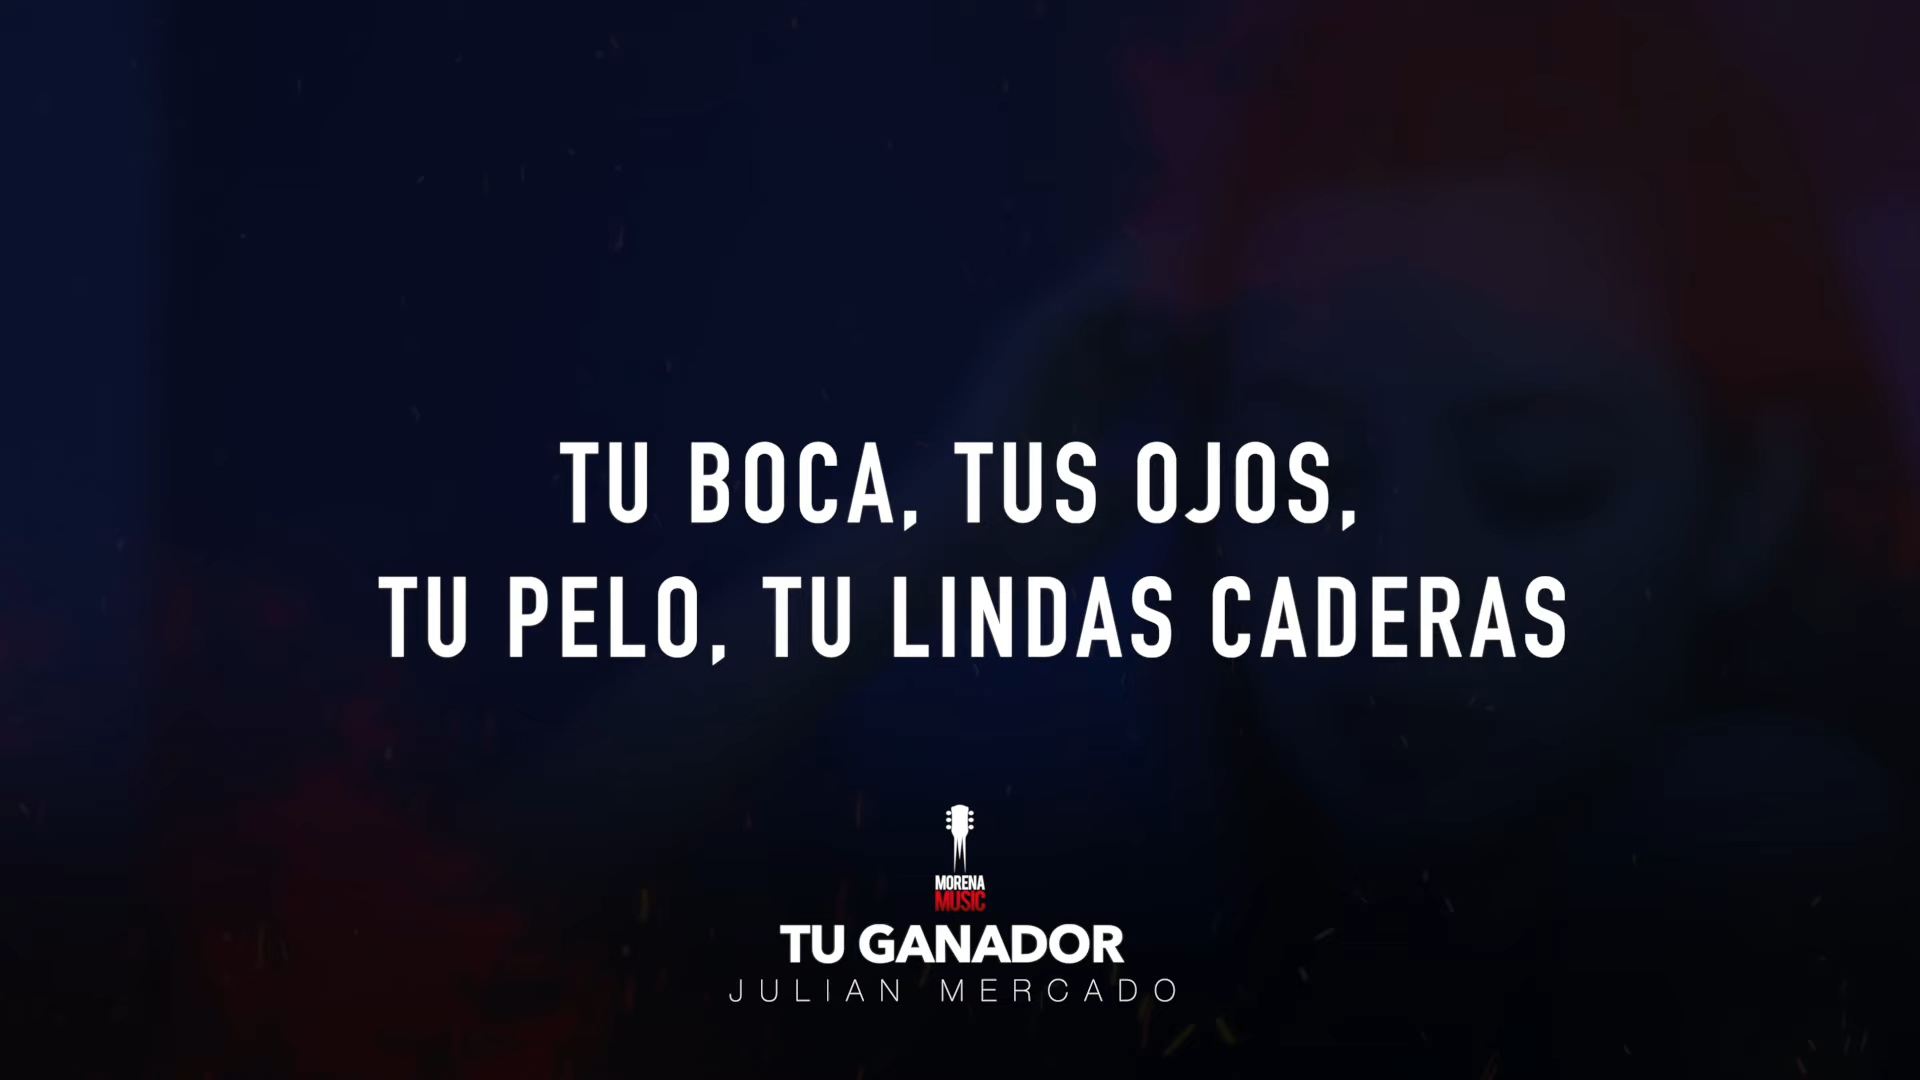 TU BOCA, TUS OJOS,
TU PELO, TU LINDAS CADERAS
MORENA
MUSIC
TU GANADOR
JULIAN MERCADO